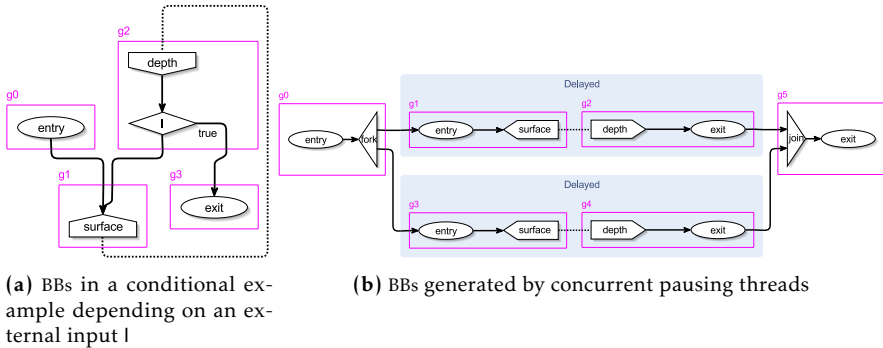 g2
depth
g0
entry
I
true
g1
g3
surface
exit
Delayed
g0
g1
g2
g5
entry
fork
entry
surface
depth
exit
join
exit
Delayed
g3
g4
entry
surface
depth
exit
(a) BBs in a conditional ex-
ample depending on an ex-
ternal input I
(b) BBs generated by concurrent pausing threads